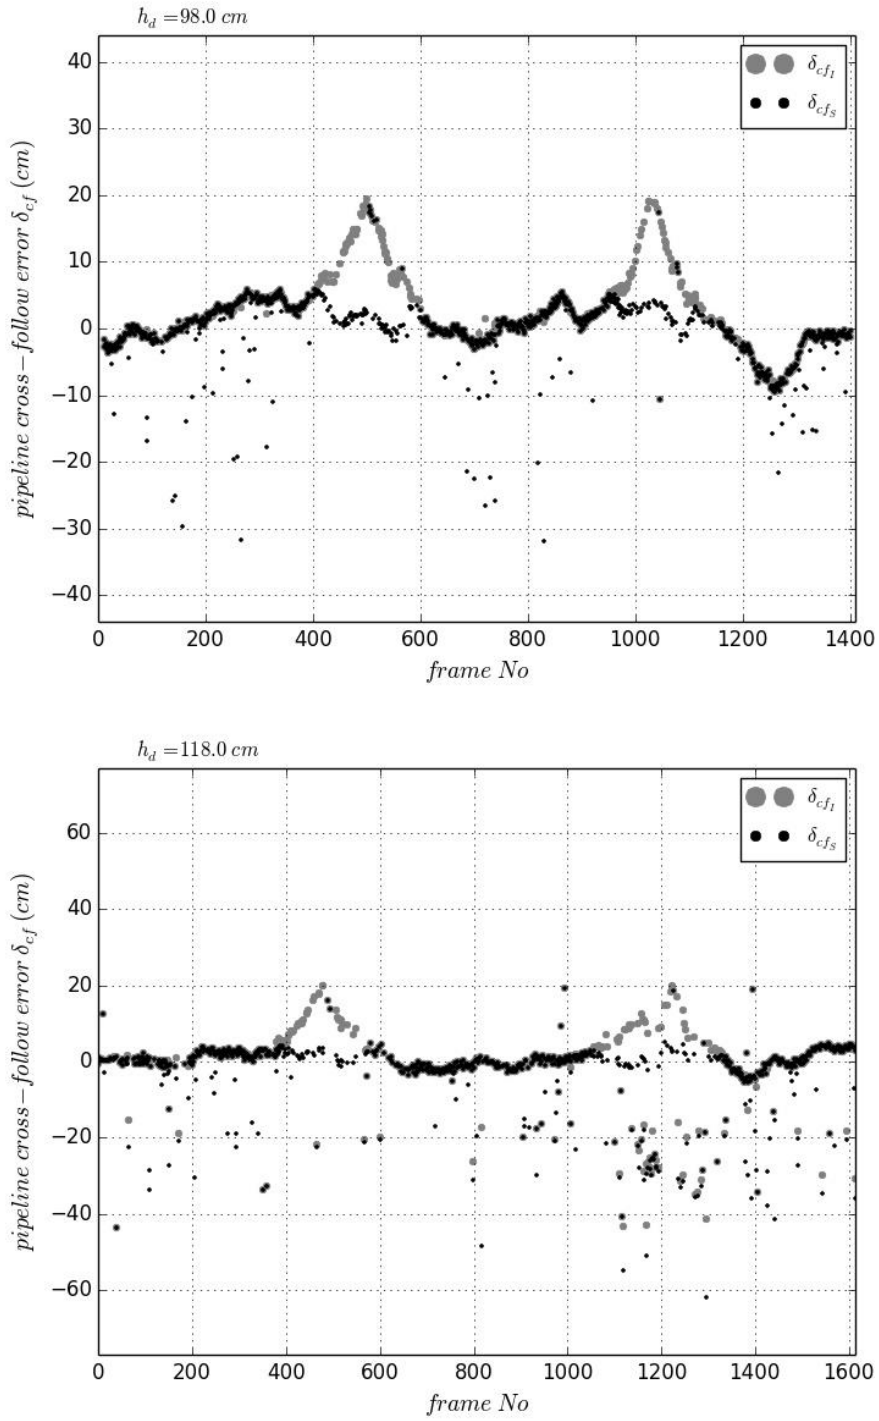 h_d =98.0 cm
40
30
20
10
0
−10
−20
−30
−40
pipeline cross−follow error δ_cf (cm)
δ_cf_I
δ_cf_S
0 200 400 600 800 1000 1200 1400
frame No
h_d =118.0 cm
60
40
20
0
−20
−40
−60
pipeline cross−follow error δ_cf (cm)
δ_cf_I
δ_cf_S
0 200 400 600 800 1000 1200 1400 1600
frame No